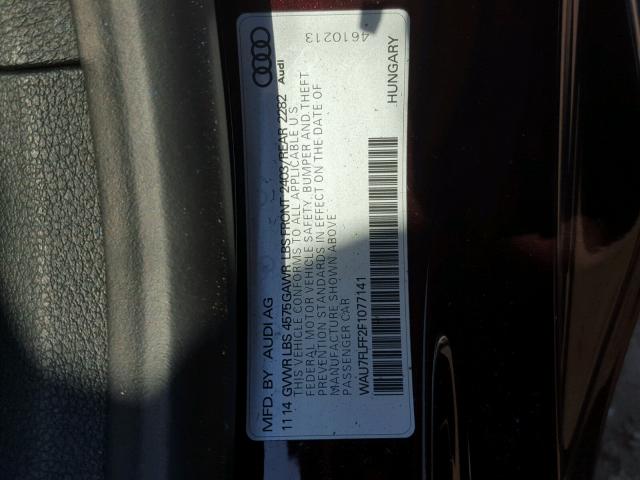 MFD. BY AUDI AG
11 14 GVWR LBS 4575 GAWR LBS FRONT 2403/REAR 2282
THIS VEHICLE CONFORMS TO ALL APPLICABLE U.S.
FEDERAL MOTOR VEHICLE SAFETY, BUMPER AND THEFT
PREVENTION STANDARDS IN EFFECT ON THE DATE OF
MANUFACTURE SHOWN ABOVE
PASSENGER CAR
WAU7FLFF2F1077141
HUNGARY
Audi
4610213